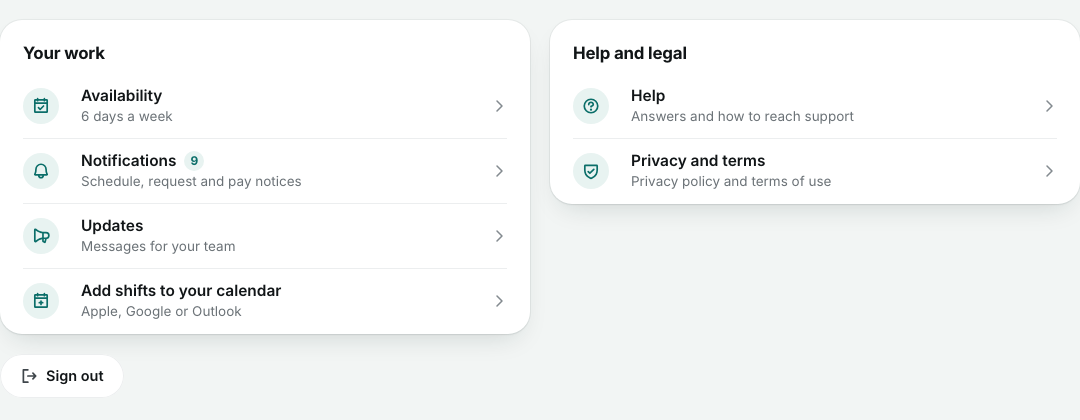 Your work
Availability
6 days a week
Notifications 9
Schedule, request and pay notices
Updates
Messages for your team
Add shifts to your calendar
Apple, Google or Outlook
Help and legal
Help
Answers and how to reach support
Privacy and terms
Privacy policy and terms of use
Sign out